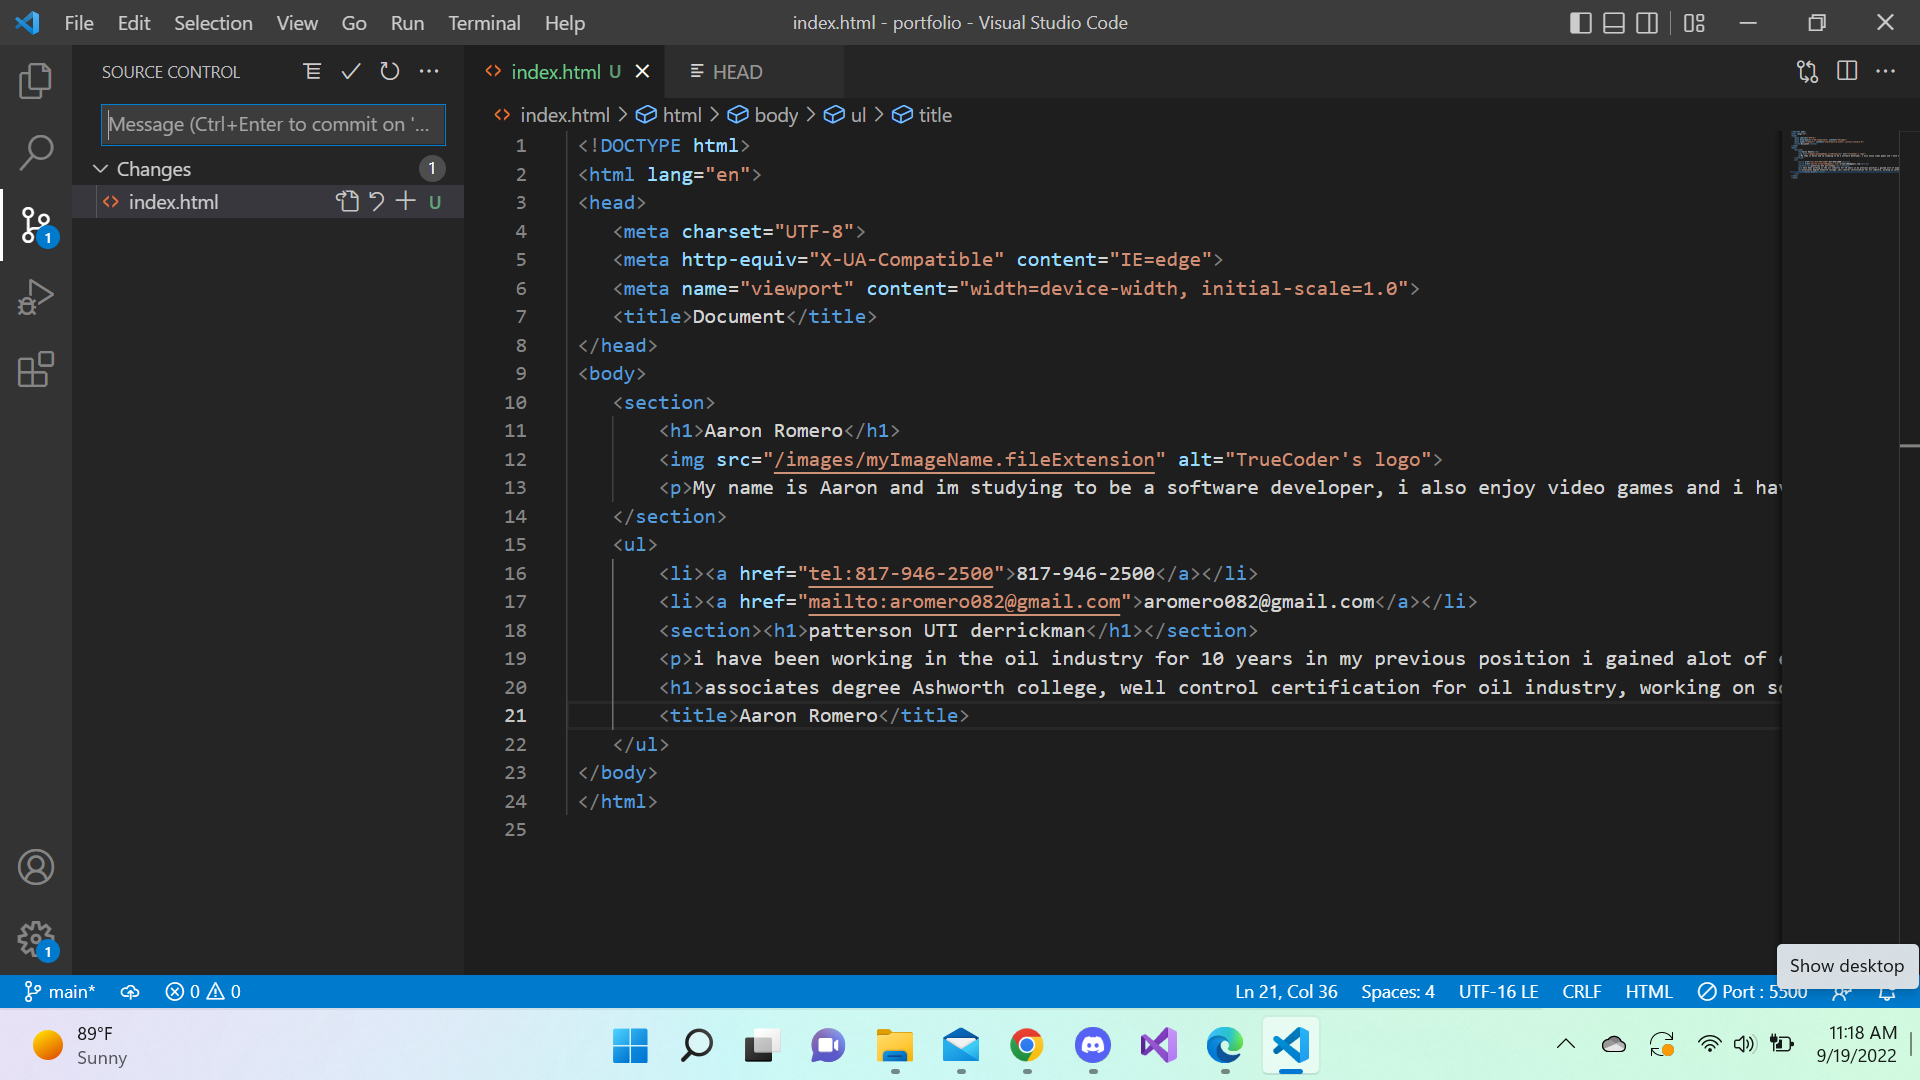 File Edit Selection View Go Run Terminal Help
index.html - portfolio - Visual Studio Code
SOURCE CONTROL
Message (Ctrl+Enter to commit on '...
Changes 1
index.html U
1
1
index.html U
HEAD
index.html > html > body > ul > title
1 <!DOCTYPE html>
2 <html lang="en">
3 <head>
4 <meta charset="UTF-8">
5 <meta http-equiv="X-UA-Compatible" content="IE=edge">
6 <meta name="viewport" content="width=device-width, initial-scale=1.0">
7 <title>Document</title>
8 </head>
9 <body>
10 <section>
11 <h1>Aaron Romero</h1>
12 <img src="/images/myImageName.fileExtension" alt="TrueCoder's logo">
13 <p>My name is Aaron and im studying to be a software developer, i also enjoy video games and i hav
14 </section>
15 <ul>
16 <li><a href="tel:817-946-2500">817-946-2500</a></li>
17 <li><a href="mailto:aromero082@gmail.com">aromero082@gmail.com</a></li>
18 <section><h1>patterson UTI derrickman</h1></section>
19 <p>i have been working in the oil industry for 10 years in my previous position i gained alot of
20 <h1>associates degree Ashworth college, well control certification for oil industry, working on
21 <title>Aaron Romero</title>
22 </ul>
23 </body>
24 </html>
25
Show desktop
main* 0 0
Ln 21, Col 36 Spaces: 4 UTF-16 LE CRLF HTML Port : 5500
89°F
Sunny
11:18 AM
9/19/2022